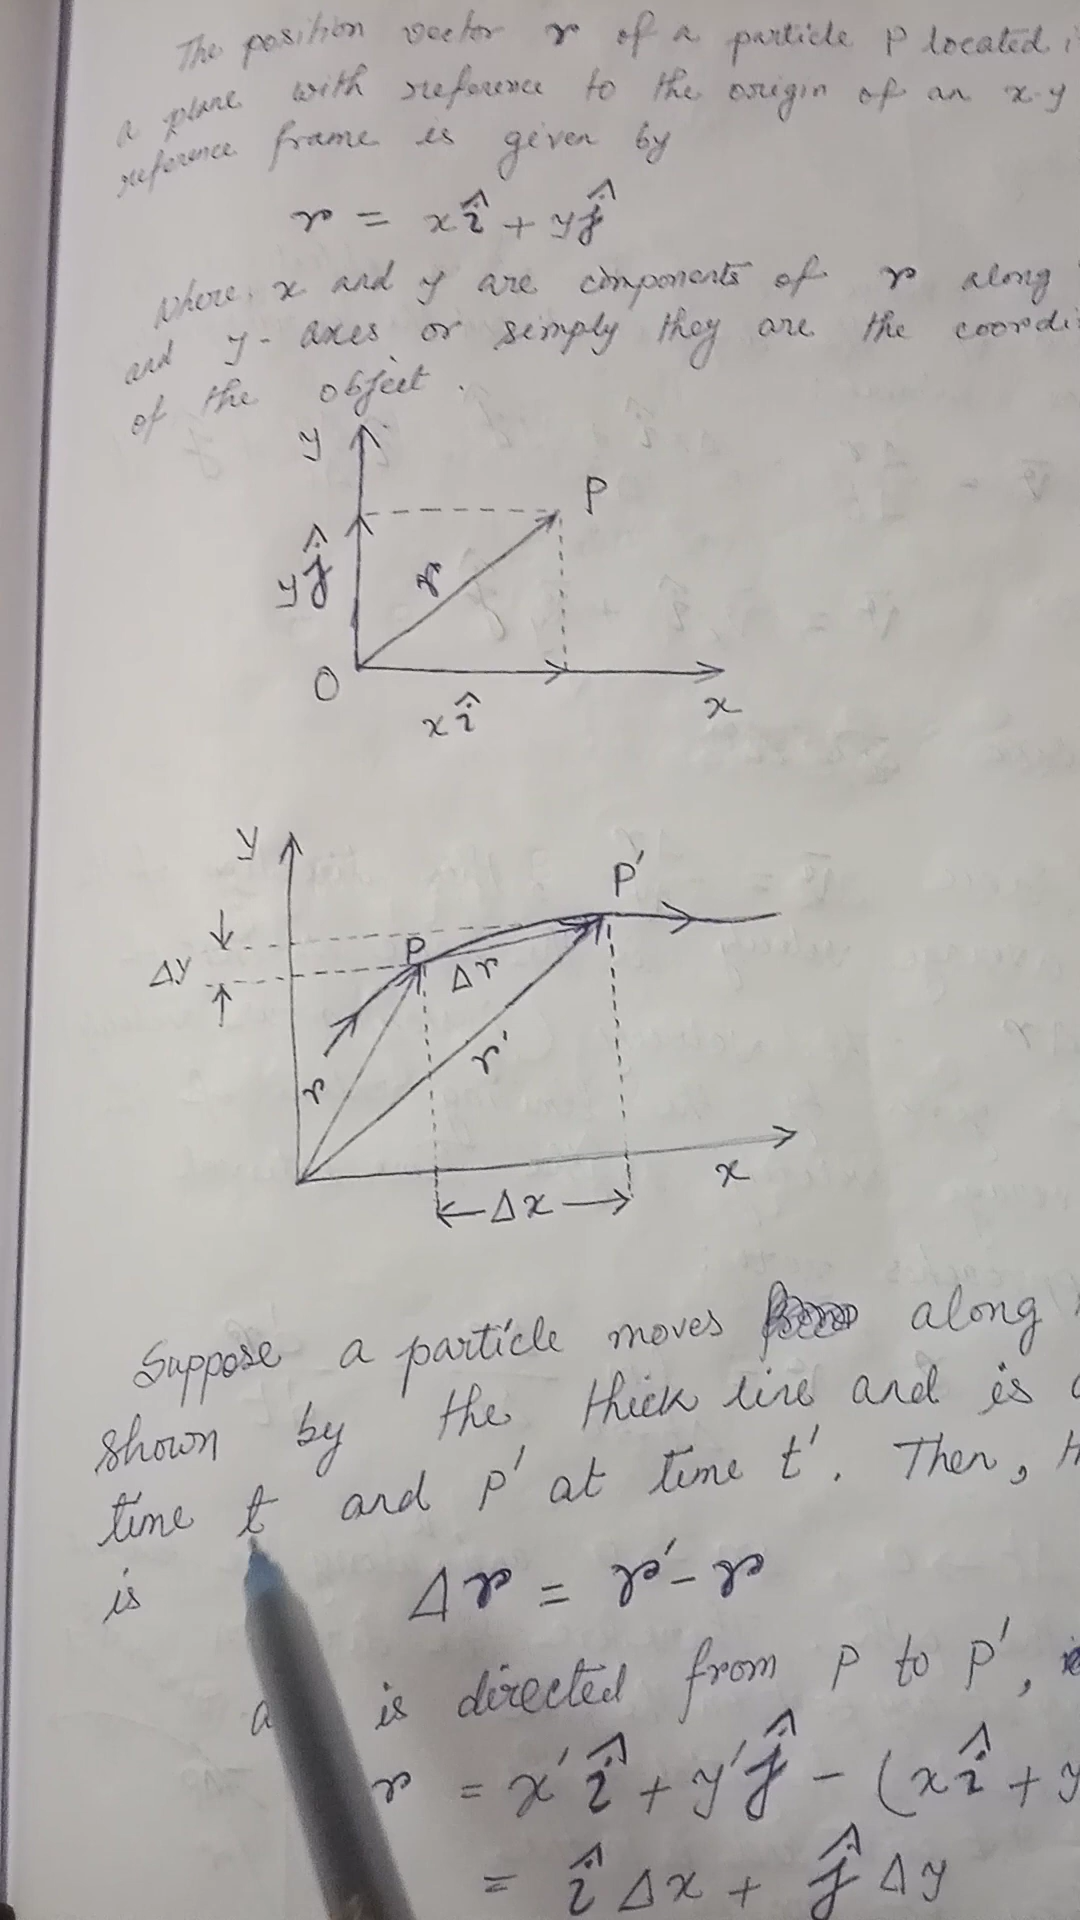 The position vector r of a particle P located
a plane with reference to the origin of an x-y
reference frame is given by
r = xî + yĵ
where, x and y are components of r along
and y-axes or simply they are the
of the object.
y
P
yĵ
r
O
xî
x
y
P'
P
Δy
Δr
r'
r
x
Δx
Suppose a particle moves along
shown by the thick line and is
time t and P' at time t'. Then,
is
Δr = r' - r
is directed from P to P',
r = x'î + y'ĵ - (xî + y
= îΔx + ĵΔy